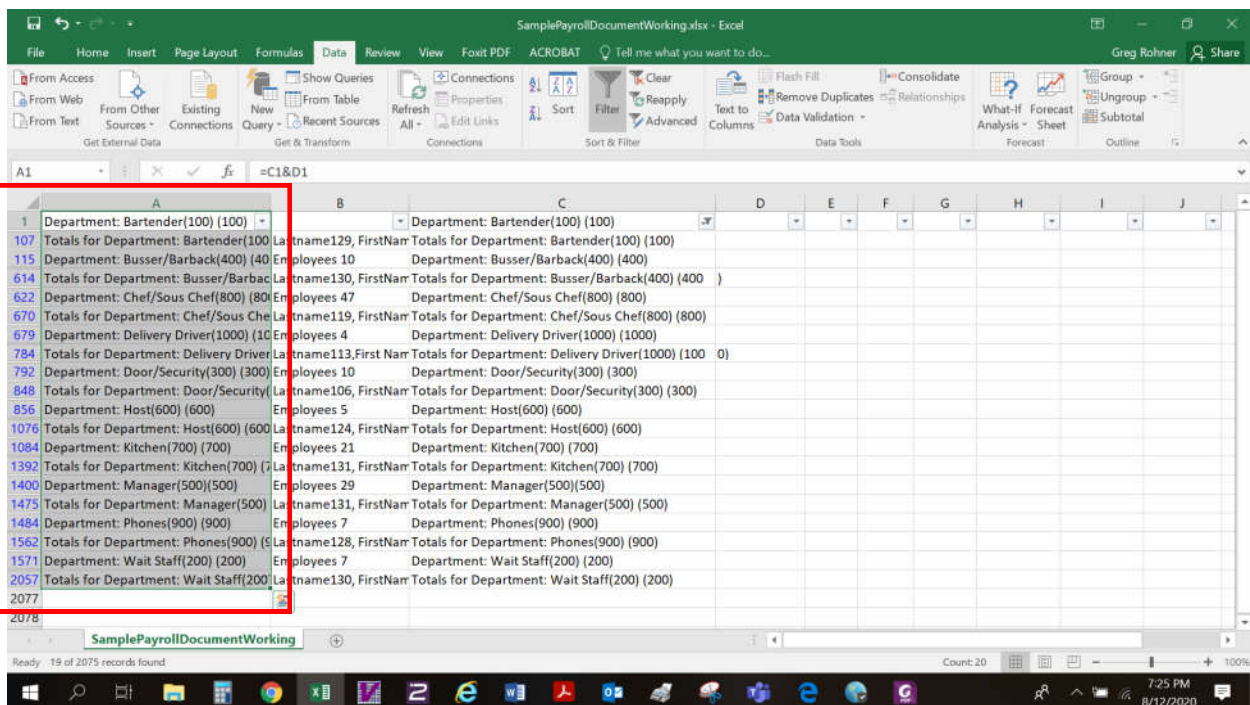 SamplePayrollDocumentWorking.xlsx - Excel
File Home Insert Page Layout Formulas Data Review View Foxit PDF ACROBAT Tell me what you want to do... Greg Rohner Share
From Access
From Web
From Text
From Other Sources
Existing Connections
Get External Data
New Query
Show Queries
From Table
Recent Sources
Get & Transform
Refresh All
Connections
Properties
Edit Links
Connections
Sort
Filter
Clear
Reapply
Advanced
Sort & Filter
Text to Columns
Flash Fill
Remove Duplicates
Data Validation
Consolidate
Relationships
Data Tools
What-If Analysis
Forecast Sheet
Forecast
Group
Ungroup
Subtotal
Outline
A1 fx =C1&D1
A B C D E F G H I J
1 Department: Bartender(100) (100) Department: Bartender(100) (100)
107 Totals for Department: Bartender(100 Lastname129, FirstNam Totals for Department: Bartender(100) (100)
115 Department: Busser/Barback(400) (40 Employees 10 Department: Busser/Barback(400) (400)
614 Totals for Department: Busser/Barbac Lastname130, FirstNam Totals for Department: Busser/Barback(400) (400 )
622 Department: Chef/Sous Chef(800) (80 Employees 47 Department: Chef/Sous Chef(800) (800)
670 Totals for Department: Chef/Sous Che Lastname119, FirstNam Totals for Department: Chef/Sous Chef(800) (800)
679 Department: Delivery Driver(1000) (10 Employees 4 Department: Delivery Driver(1000) (1000)
784 Totals for Department: Delivery Driver Lastname113,First Nam Totals for Department: Delivery Driver(1000) (100 0)
792 Department: Door/Security(300) (300) Employees 10 Department: Door/Security(300) (300)
848 Totals for Department: Door/Security( Lastname106, FirstNam Totals for Department: Door/Security(300) (300)
856 Department: Host(600) (600) Employees 5 Department: Host(600) (600)
1076 Totals for Department: Host(600) (600 Lastname124, FirstNam Totals for Department: Host(600) (600)
1084 Department: Kitchen(700) (700) Employees 21 Department: Kitchen(700) (700)
1392 Totals for Department: Kitchen(700) (7 Lastname131, FirstNam Totals for Department: Kitchen(700) (700)
1400 Department: Manager(500)(500) Employees 29 Department: Manager(500)(500)
1475 Totals for Department: Manager(500) Lastname131, FirstNam Totals for Department: Manager(500) (500)
1484 Department: Phones(900) (900) Employees 7 Department: Phones(900) (900)
1562 Totals for Department: Phones(900) (9 Lastname128, FirstNam Totals for Department: Phones(900) (900)
1571 Department: Wait Staff(200) (200) Employees 7 Department: Wait Staff(200) (200)
2057 Totals for Department: Wait Staff(200 Lastname130, FirstNam Totals for Department: Wait Staff(200) (200)
2077
2078
SamplePayrollDocumentWorking
Ready 19 of 2075 records found Count: 20 100%
7:25 PM
8/12/2020